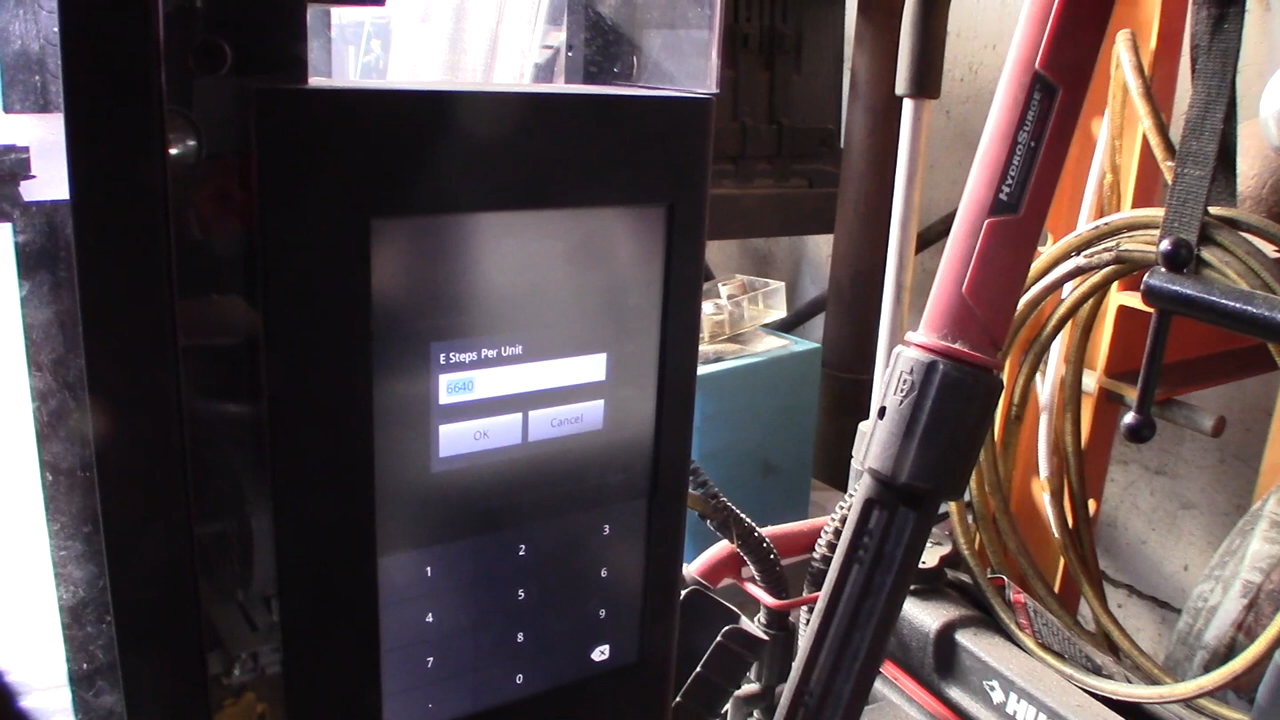 HYDROSURGE
E Steps Per Unit
6640
OK
Cancel
1 2 3
4 5 6
7 8 9
. 0